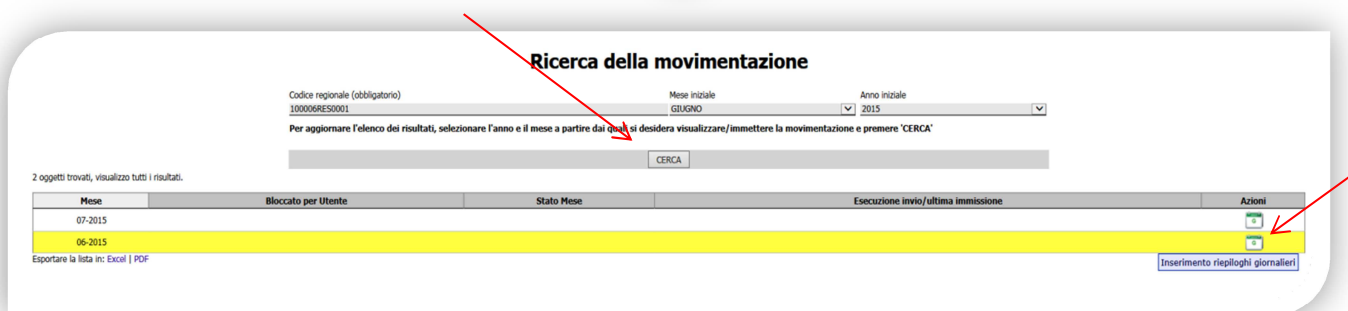 Ricerca della movimentazione
Codice regionale (obbligatorio) Mese iniziale Anno iniziale
100006RES0001 GIUGNO 2015
Per aggiornare l'elenco dei risultati, selezionare l'anno e il mese a partire dai quali si desidera visualizzare/immettere la movimentazione e premere 'CERCA'
CERCA
2 oggetti trovati, visualizzo tutti i risultati.
Mese Bloccato per Utente Stato Mese Esecuzione invio/ultima immissione Azioni
07-2015
06-2015
Esportare la lista in: Excel | PDF
Inserimento riepiloghi giornalieri